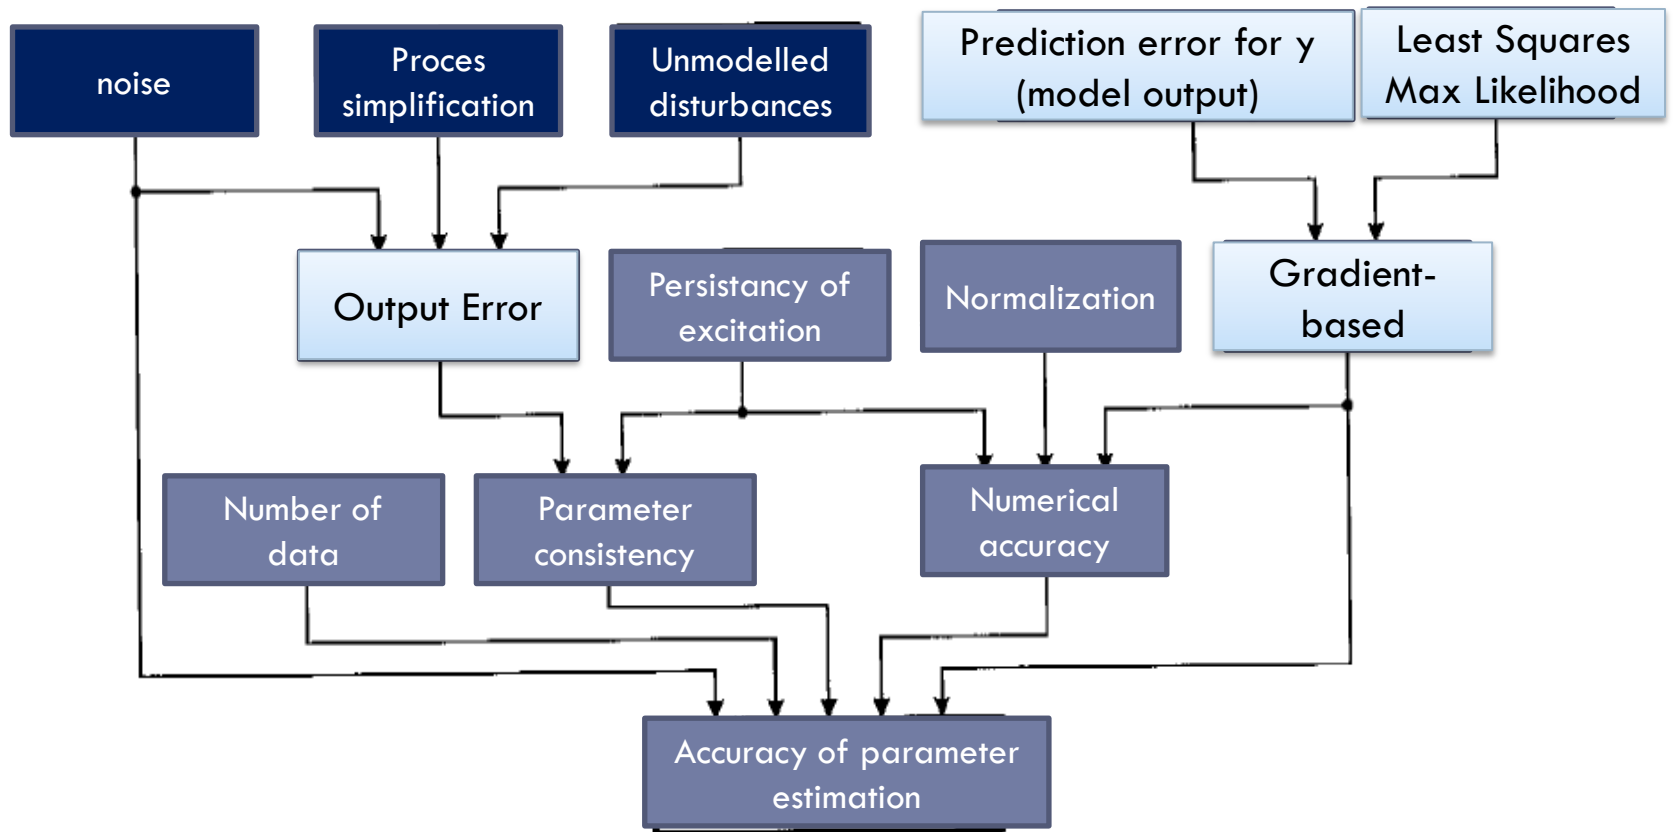 noise
Proces
simplification
Unmodelled
disturbances
Prediction error for y
(model output)
Least Squares
Max Likelihood
Output Error
Persistancy of
excitation
Normalization
Gradient-
based
Number of
data
Parameter
consistency
Numerical
accuracy
Accuracy of parameter
estimation